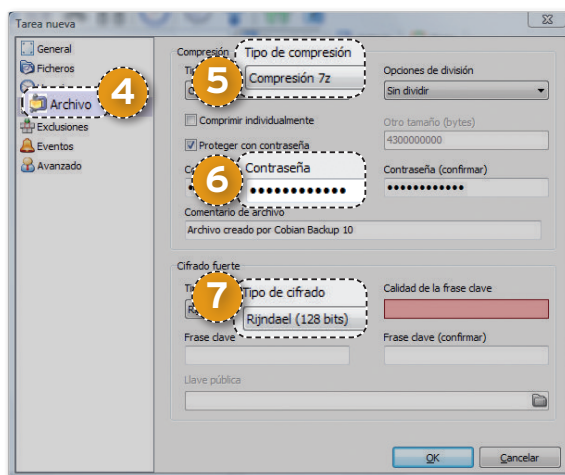 Tarea nueva
General
Ficheros
4
Archivo
Exclusiones
Eventos
Avanzado
Compresión
Tipo de compresión
5
Compresión 7z
Opciones de división
Sin dividir
Comprimir individualmente
Otro tamaño (bytes)
4300000000
Proteger con contraseña
6
Contraseña
••••••••••••
Contraseña (confirmar)
••••••••••••
Comentario de archivo
Archivo creado por Cobian Backup 10
Cifrado fuerte
7
Tipo de cifrado
Rijndael (128 bits)
Calidad de la frase clave
Frase clave
Frase clave (confirmar)
Llave pública
OK
Cancelar